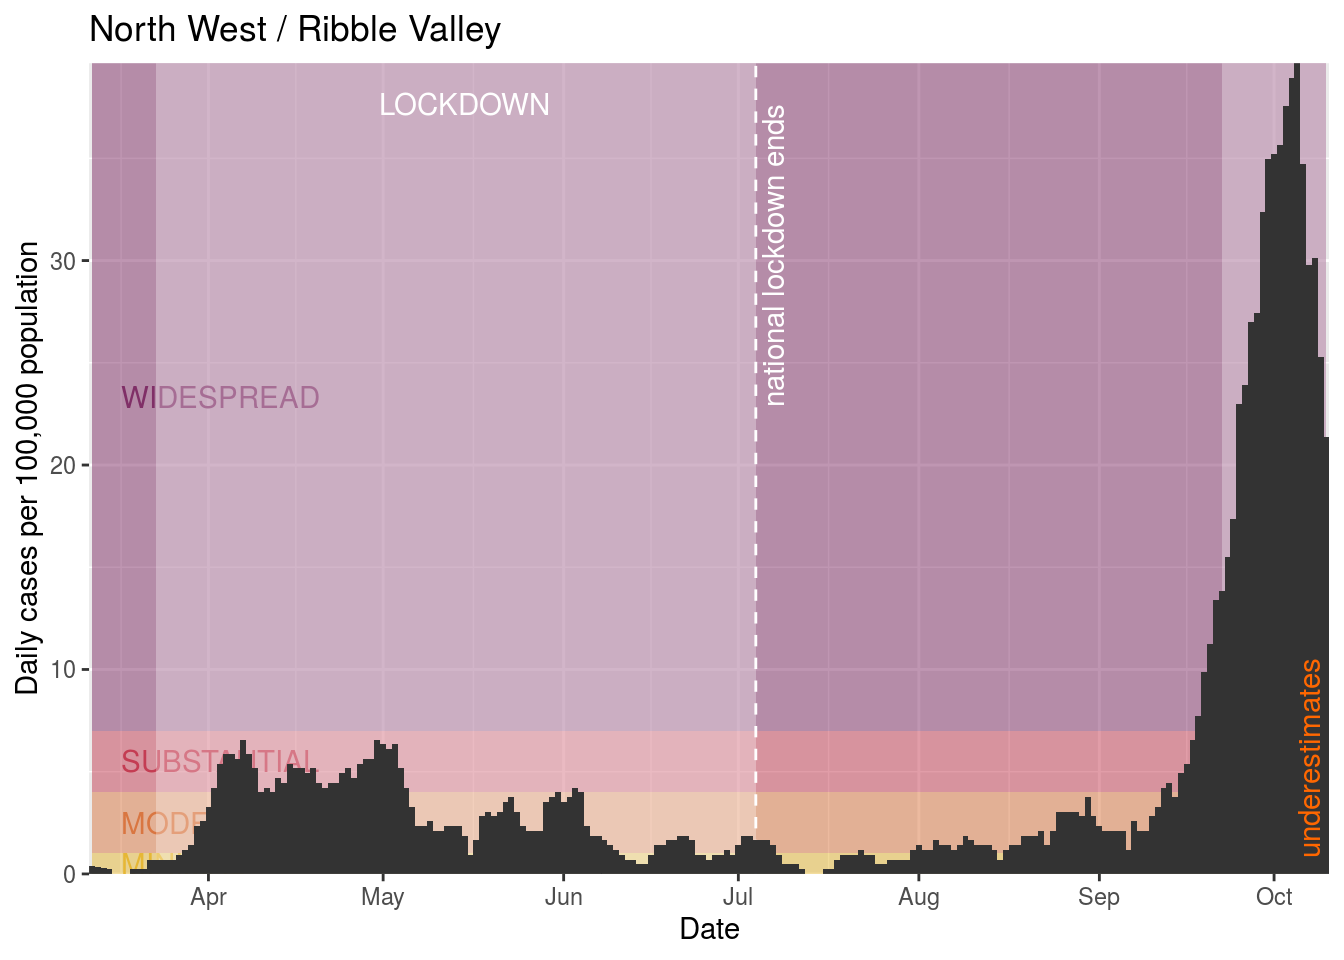 North West / Ribble Valley
LOCKDOWN
national lockdown ends
WIDESPREAD
SUBSTANTIAL
underestimates
Daily cases per 100,000 population
30
20
10
0
Apr
May
Jun
Jul
Aug
Sep
Oct
Date